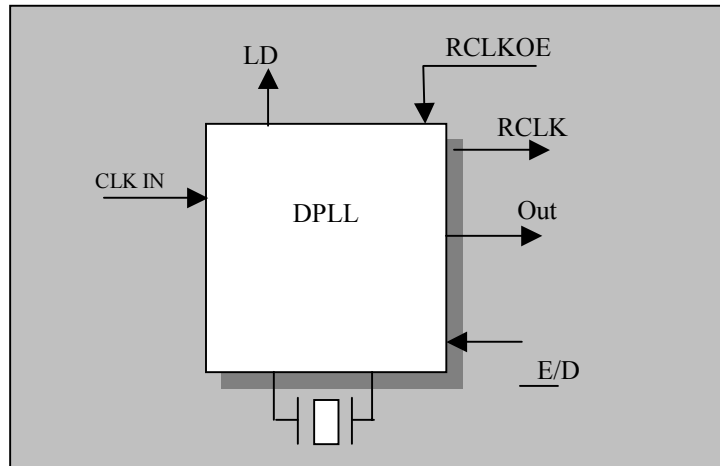 LD
RCLKOE
RCLK
CLK IN
DPLL
Out
E/D